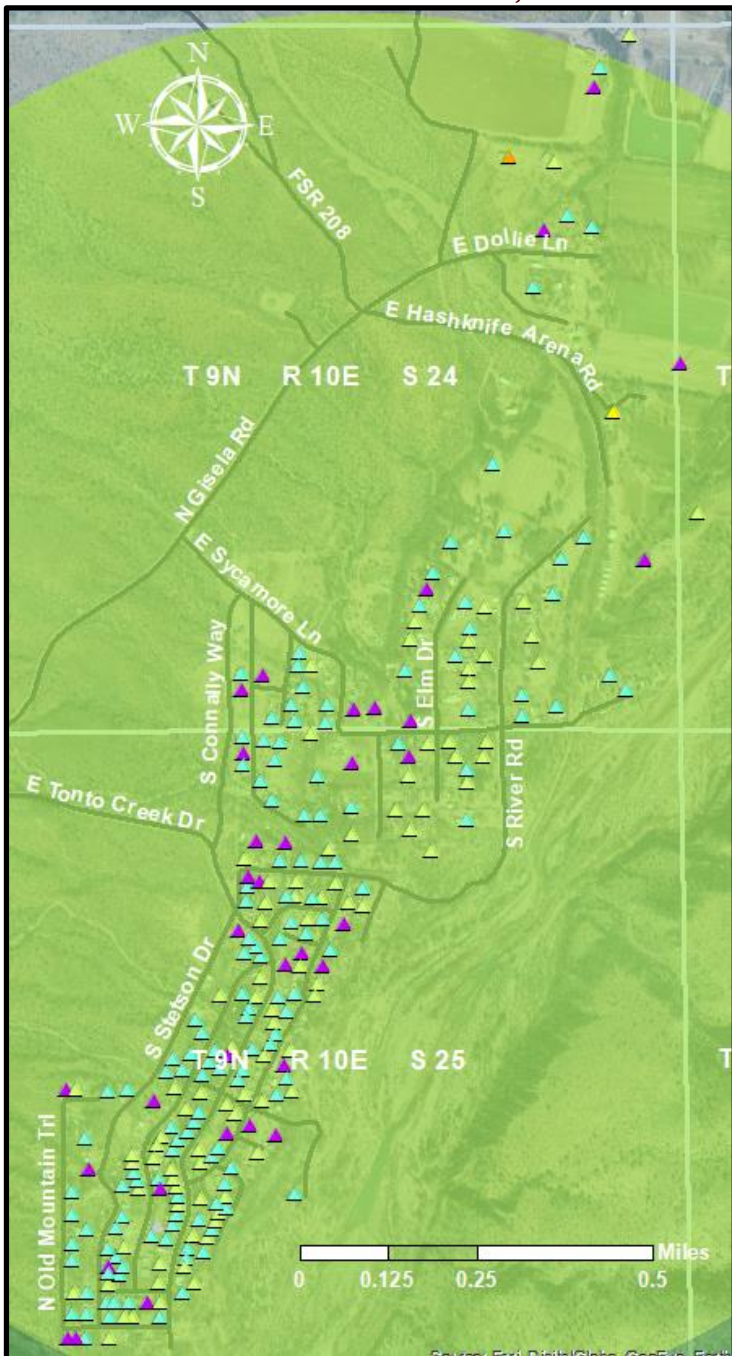 N
W E
S
FSR 208
E Dollie Ln
E Hashknife Arena Rd
T 9N R 10E S 24 T
N Gisela Rd
E Sycamore Ln
S Connally Way
S Elm Dr
S River Rd
E Tonto Creek Dr
S Stetson Dr
T 9N R 10E S 25 T
N Old Mountain Trl
Miles
0 0.125 0.25 0.5